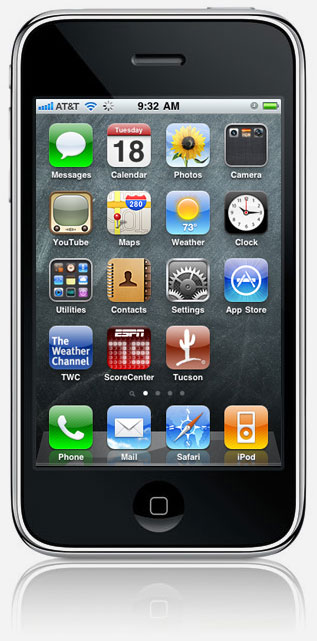 AT&T 9:32 AM
Tuesday
18
Messages Calendar Photos Camera
280
73°
YouTube Maps Weather Clock
Utilities Contacts Settings App Store
The Weather Channel
ESPN
TWC ScoreCenter Tucson
Phone Mail Safari iPod